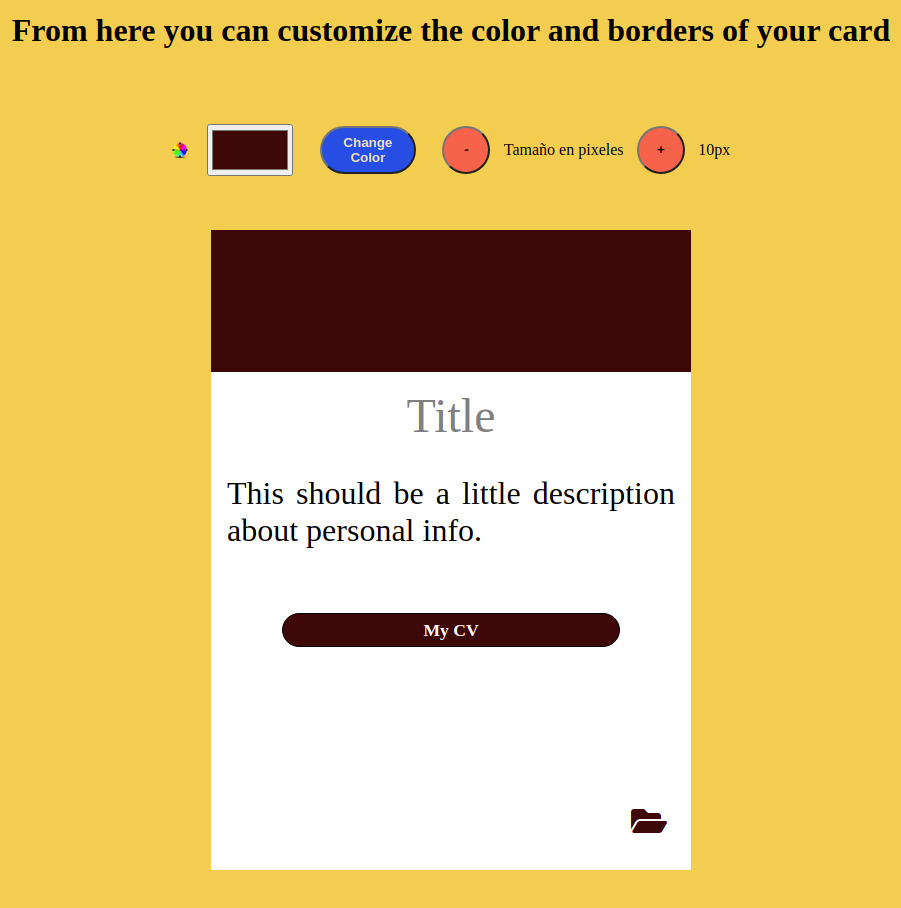 From here you can customize the color and borders of your card
Change
Color
-
Tamaño en pixeles
+
10px
Title
This should be a little description
about personal info.
My CV